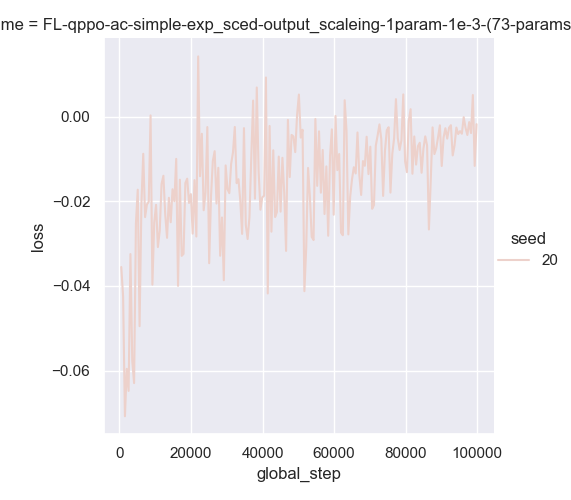 me = FL-qppo-ac-simple-exp_sced-output_scaleing-1param-1e-3-(73-params
0.00
−0.02
−0.04
−0.06
loss
seed
20
0
20000
40000
60000
80000
100000
global_step